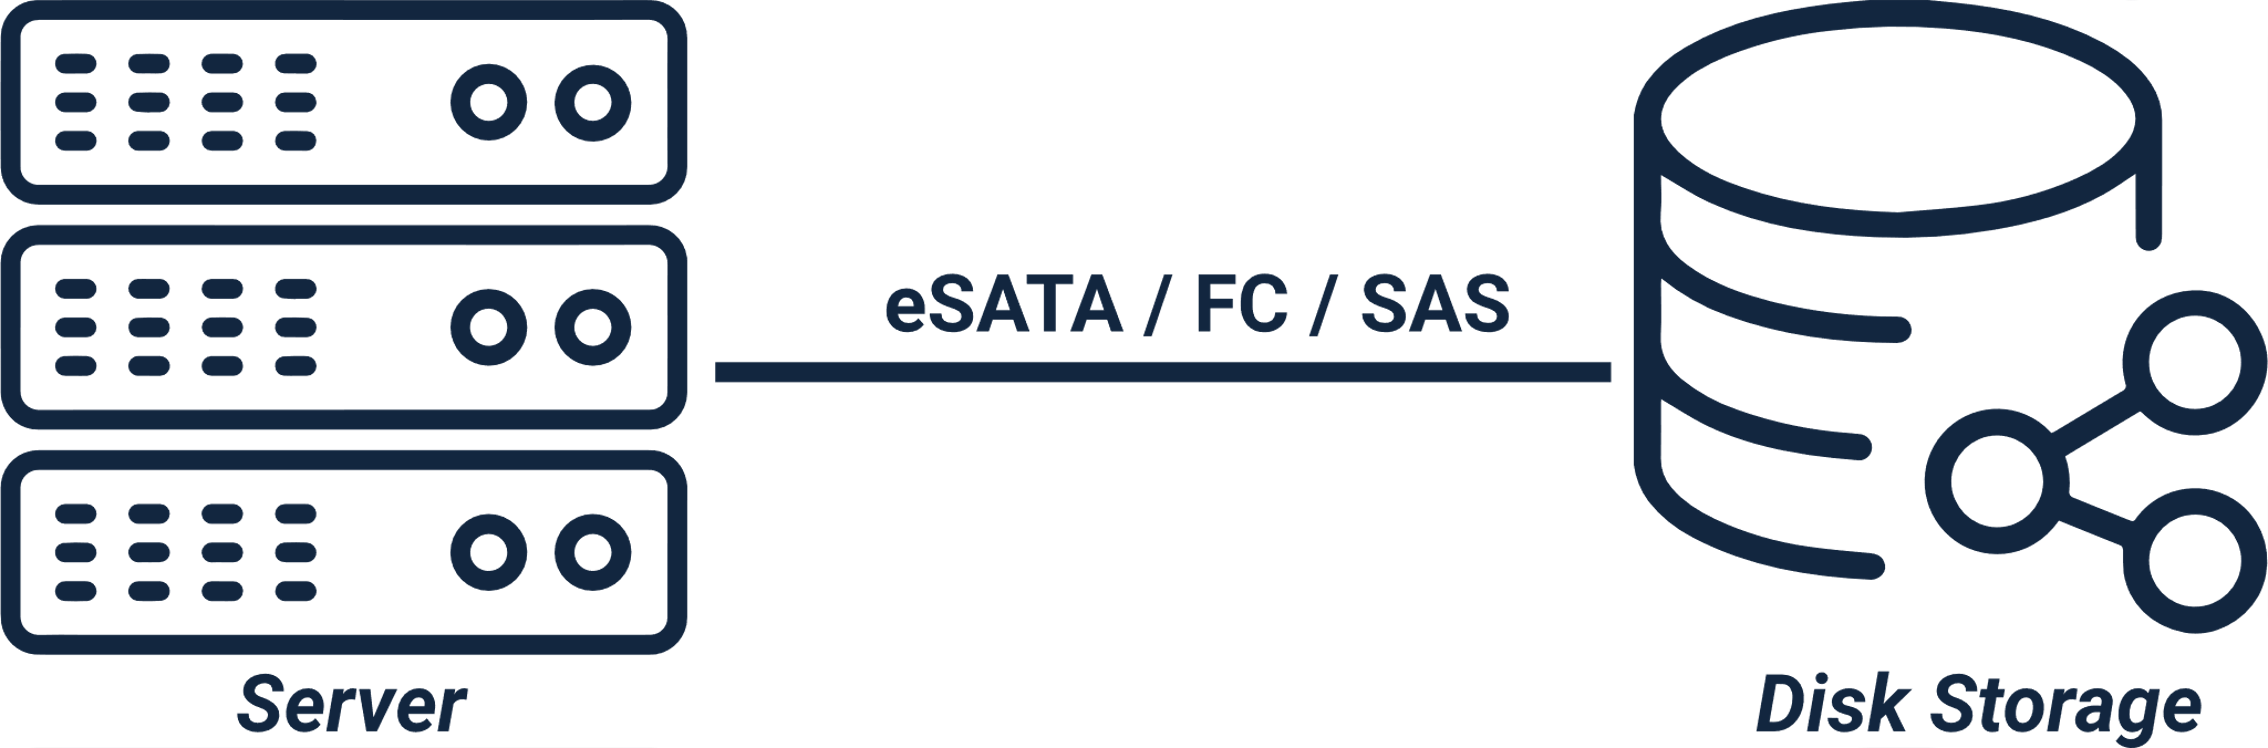 eSATA / FC / SAS
Server
Disk Storage